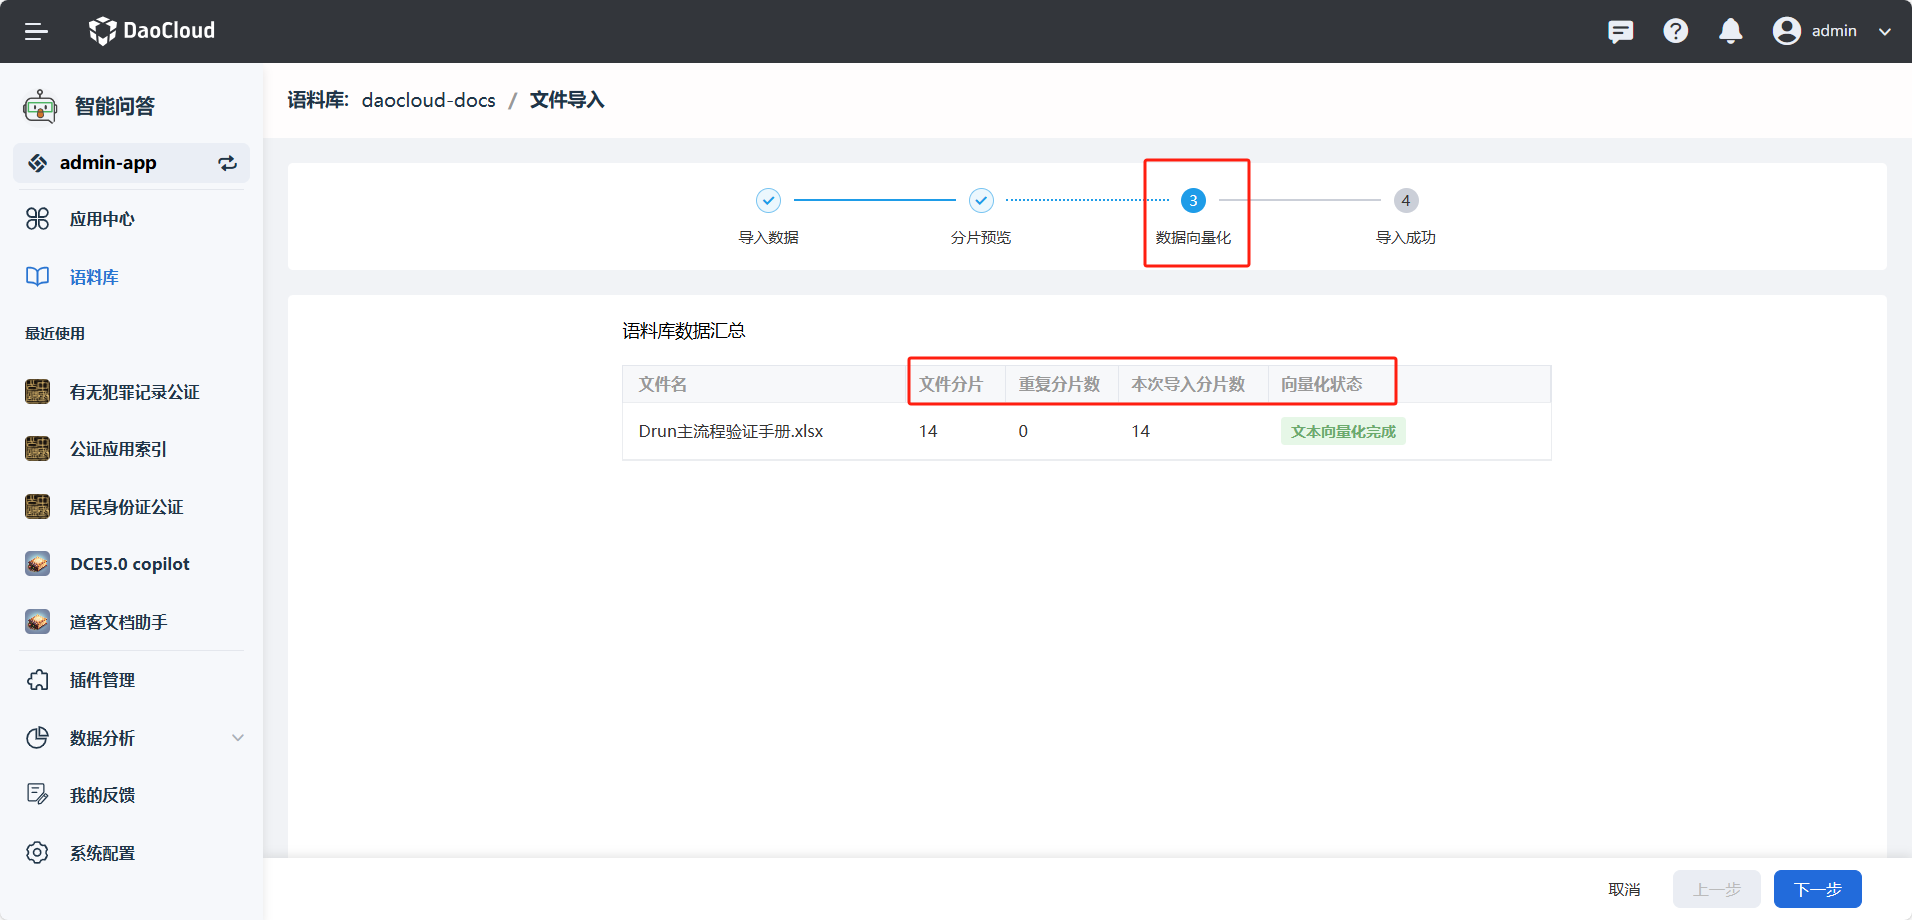 DaoCloud
admin
智能问答
admin-app
应用中心
语料库
最近使用
有无犯罪记录公证
公证应用索引
居民身份证公证
DCE5.0 copilot
道客文档助手
插件管理
数据分析
我的反馈
系统配置
语料库: daocloud-docs / 文件导入
3 4
导入数据 分片预览 数据向量化 导入成功
语料库数据汇总
文件名 文件分片 重复分片数 本次导入分片数 向量化状态
Drun主流程验证手册.xlsx 14 0 14 文本向量化完成
取消 上一步 下一步